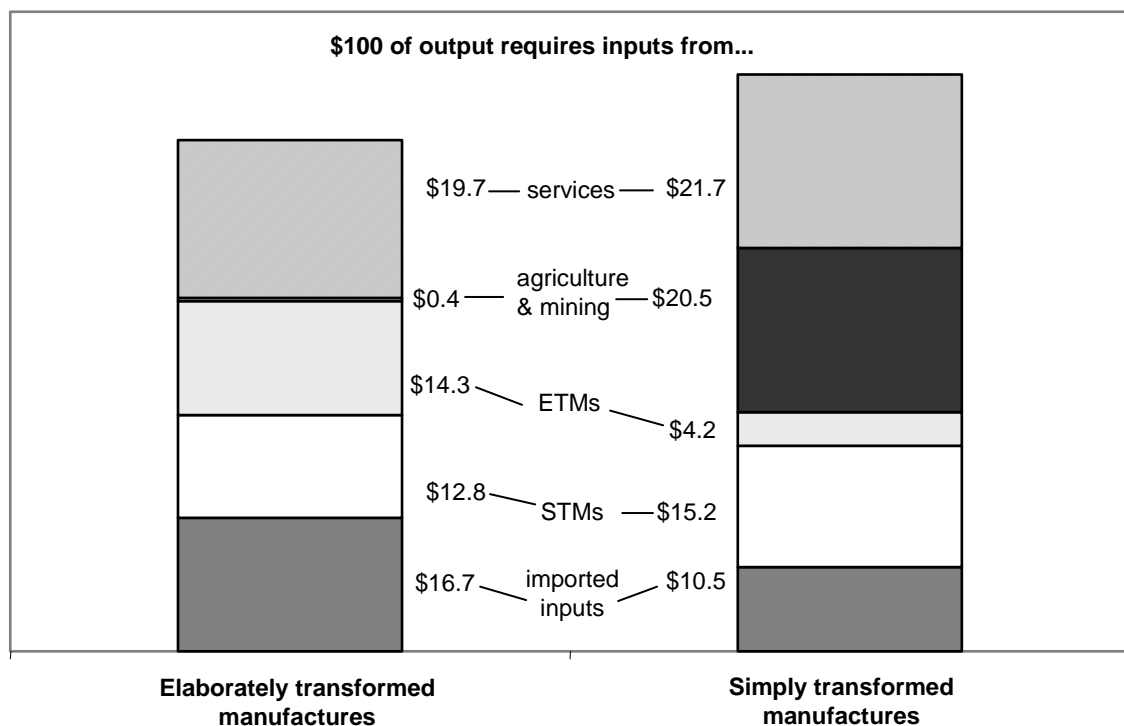 $100 of output requires inputs from...
$19.7 services $21.7
agriculture
& mining
$0.4 $20.5
$14.3 ETMs $4.2
$12.8 STMs $15.2
imported
inputs
$16.7 $10.5
Elaborately transformed
manufactures
Simply transformed
manufactures